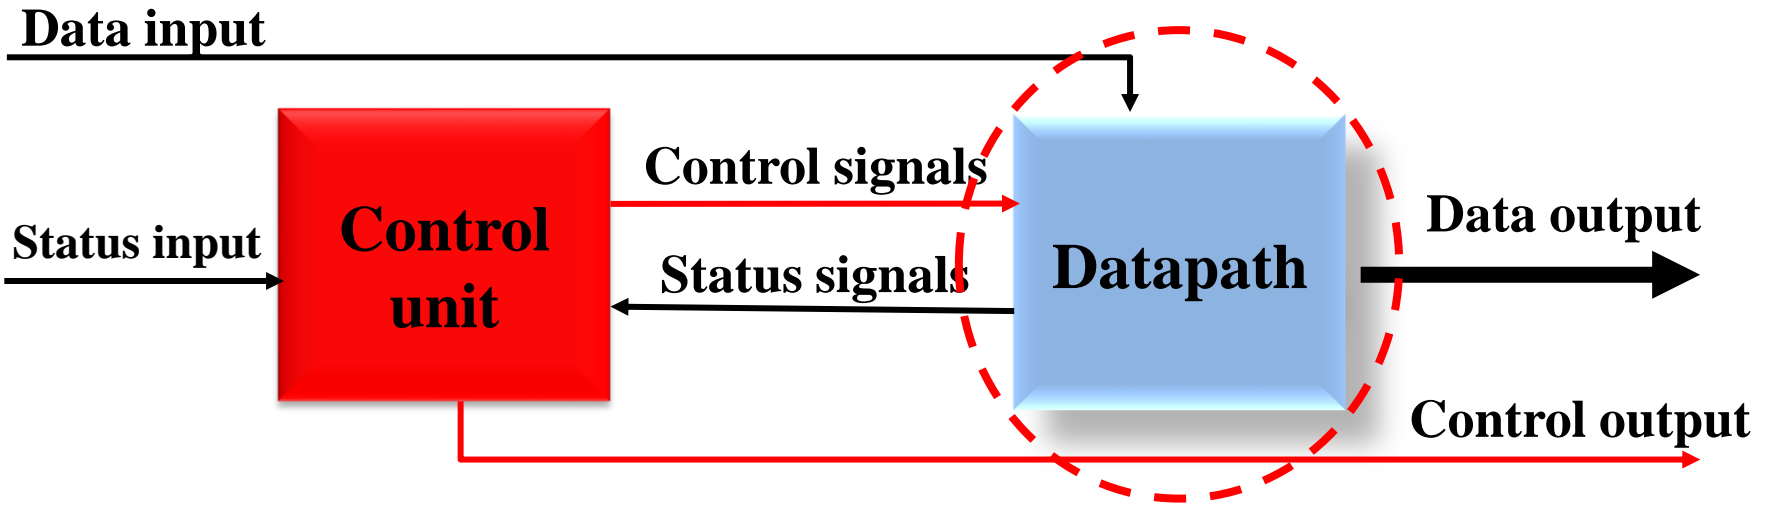 Data input
Control signals
Status input
Control
unit
Status signals
Datapath
Data output
Control output